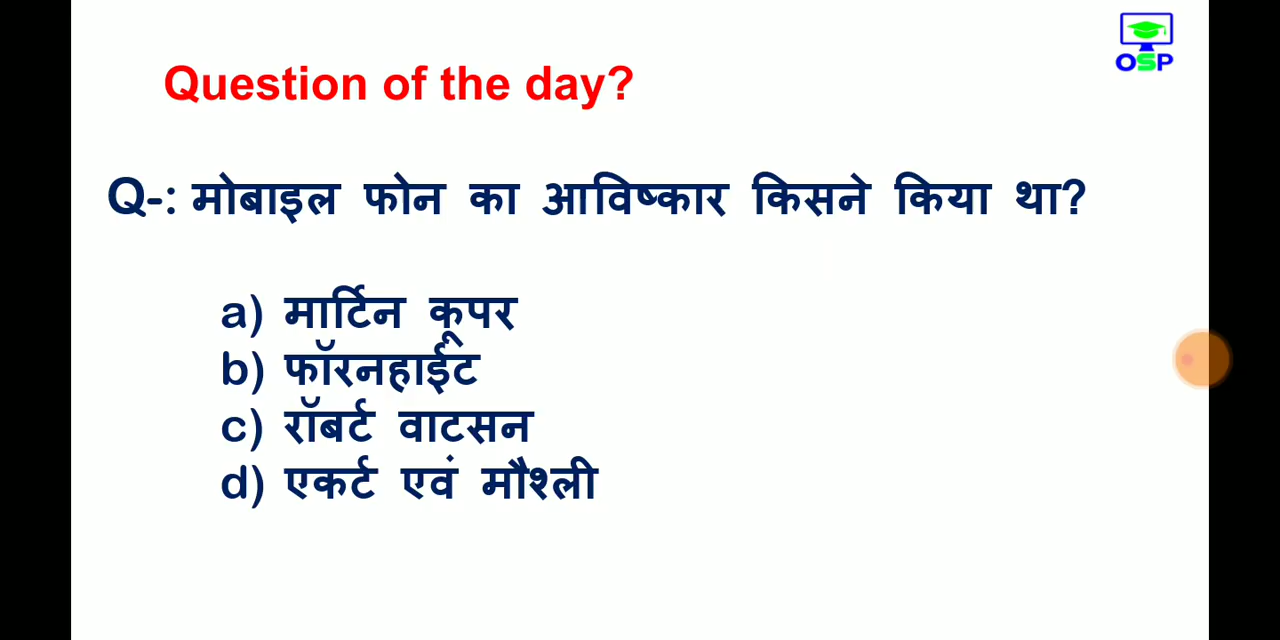 OSP
Question of the day?
Q-: मोबाइल फोन का आविष्कार किसने किया था?
a) मार्टिन कूपर
b) फॉरनहाईट
c) रॉबर्ट वाटसन
d) एकर्ट एवं मौश्ली